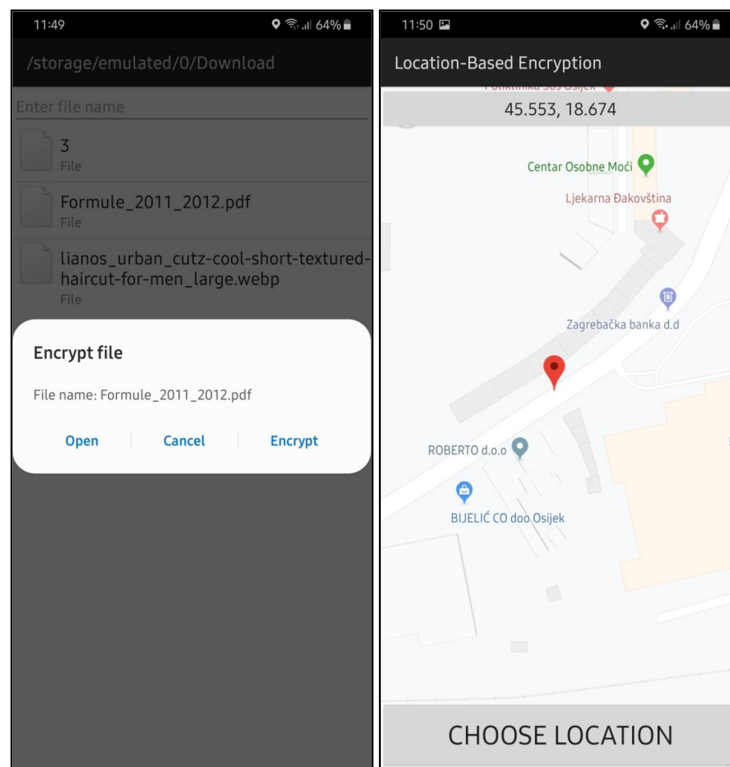 11:49
64%
/storage/emulated/0/Download
Enter file name
3
File
Formule_2011_2012.pdf
File
lianos_urban_cutz-cool-short-textured-
haircut-for-men_large.webp
File
Encrypt file
File name: Formule_2011_2012.pdf
Open
Cancel
Encrypt
11:50
64%
Location-Based Encryption
45.553, 18.674
Centar Osobne Moći
Ljekarna Đakovština
Zagrebačka banka d.d
ROBERTO d.o.o
BIJELIĆ CO doo Osijek
CHOOSE LOCATION